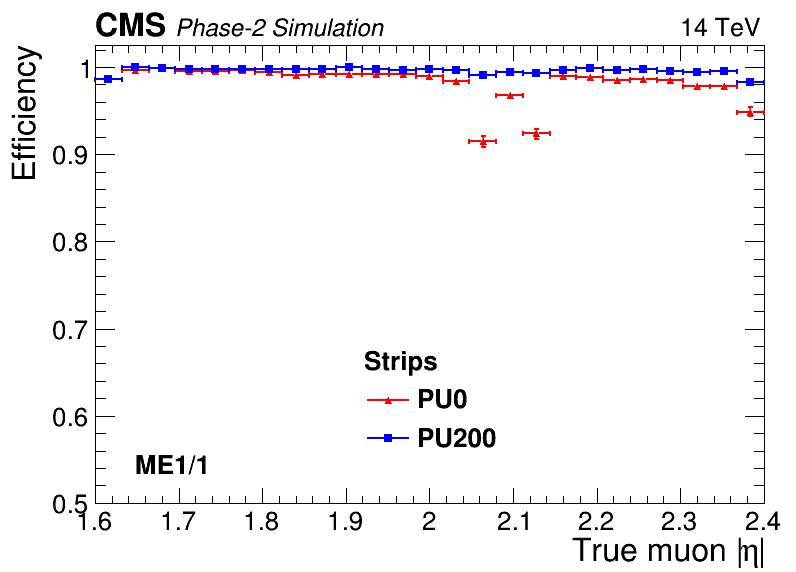 CMS Phase-2 Simulation 14 TeV
Efficiency
1
0.9
0.8
0.7
0.6
0.5
Strips
PU0
PU200
ME1/1
1.6 1.7 1.8 1.9 2 2.1 2.2 2.3 2.4
True muon |η|